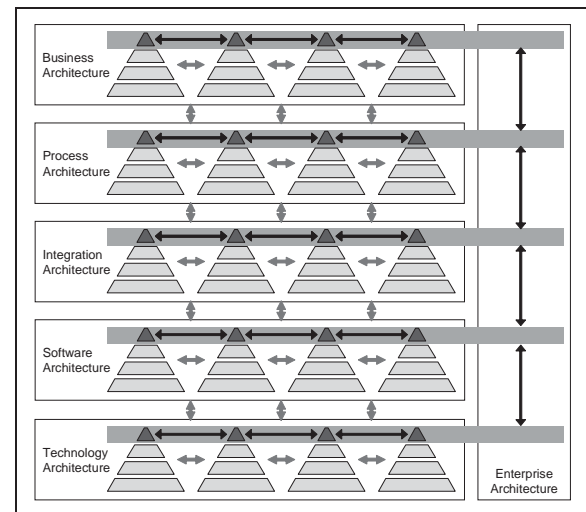 Business
Architecture
Process
Architecture
Integration
Architecture
Software
Architecture
Technology
Architecture
Enterprise
Architecture